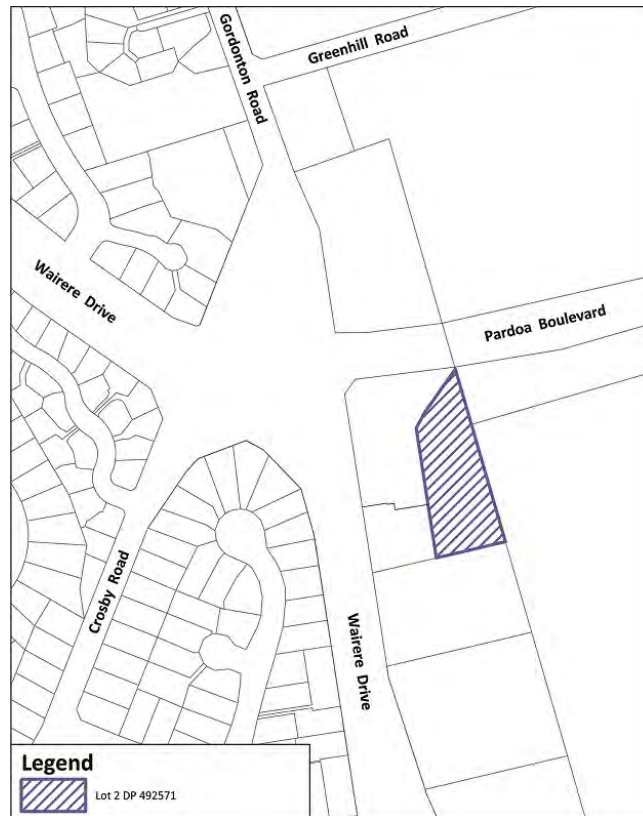 Greenhill Road
Gordonton Road
Wairere Drive
Pardoa Boulevard
Crosby Road
Wairere Drive
Legend
Lot 2 DP 492571